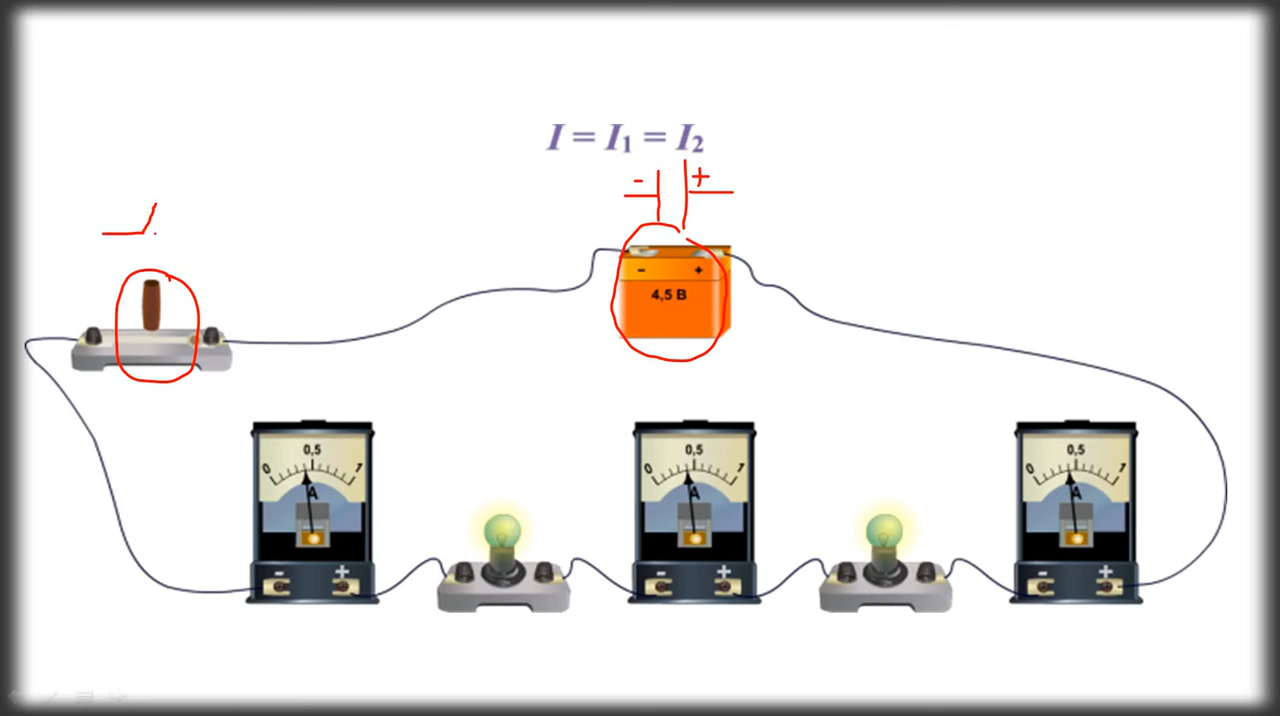 I = I₁ = I₂
- +
- +
4,5 В
0 0,5 1
A
- +
0 0,5 1
A
- +
0 0,5 1
A
- +